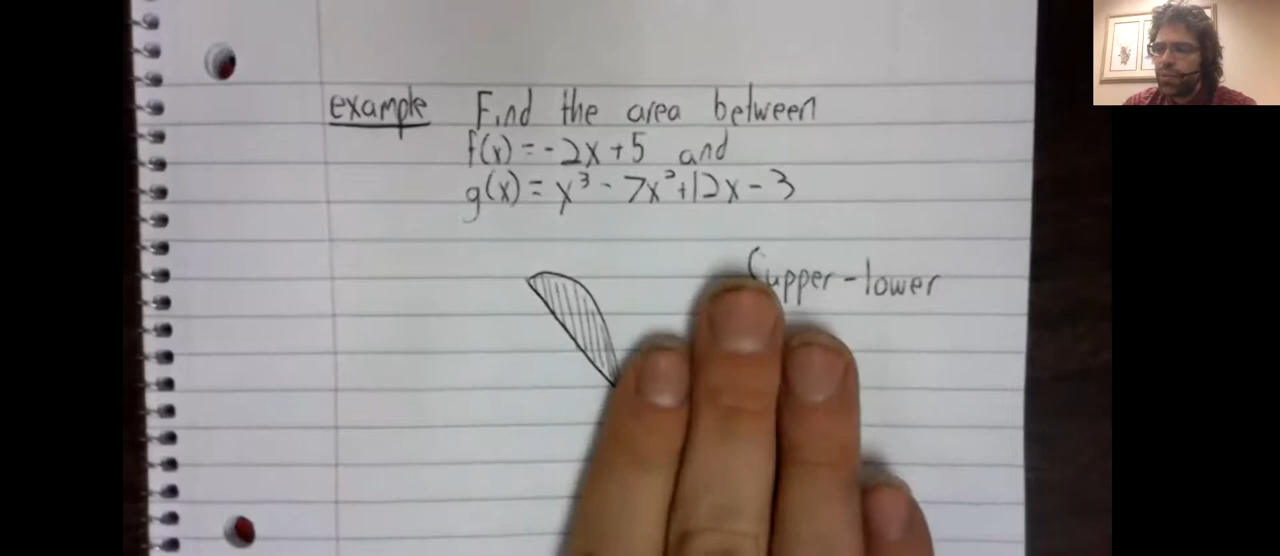 example Find the area between
f(x) = -2x + 5 and
g(x) = x³ - 7x² + 12x - 3
∫upper - lower